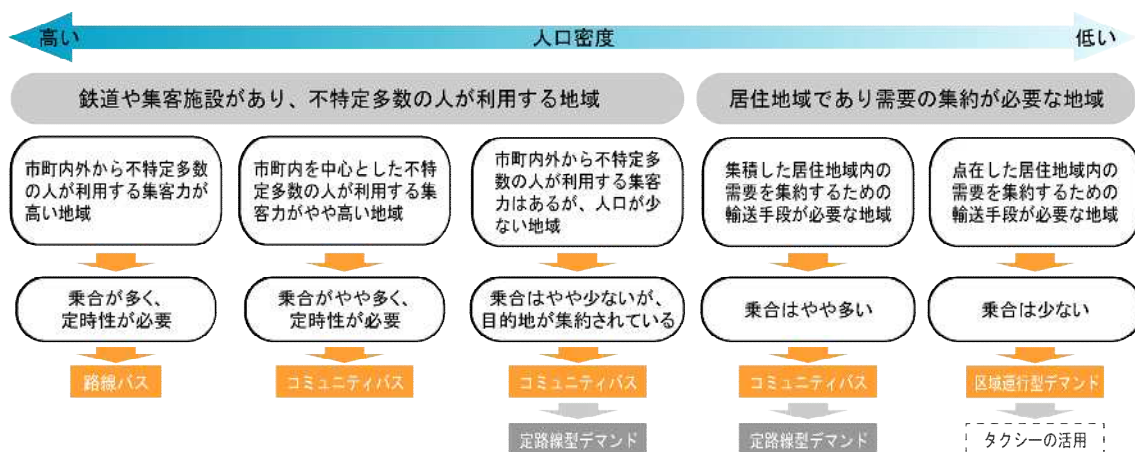 高い 人口密度 低い
鉄道や集客施設があり、不特定多数の人が利用する地域
居住地域であり需要の集約が必要な地域
市町内外から不特定多数
の人が利用する集客力が
高い地域
市町内を中心とした不特
定多数の人が利用する集
客力がやや高い地域
市町内外から不特定多
数の人が利用する集客
力はあるが、人口が少
ない地域
集積した居住地域内の
需要を集約するための
輸送手段が必要な地域
点在した居住地域内の
需要を集約するための
輸送手段が必要な地域
乗合が多く、
定時性が必要
乗合がやや多く、
定時性が必要
乗合はやや少ないが、
目的地が集約されている
乗合はやや多い
乗合は少ない
路線バス
コミュニティバス
コミュニティバス
コミュニティバス
区域運行型デマンド
定路線型デマンド
定路線型デマンド
タクシーの活用